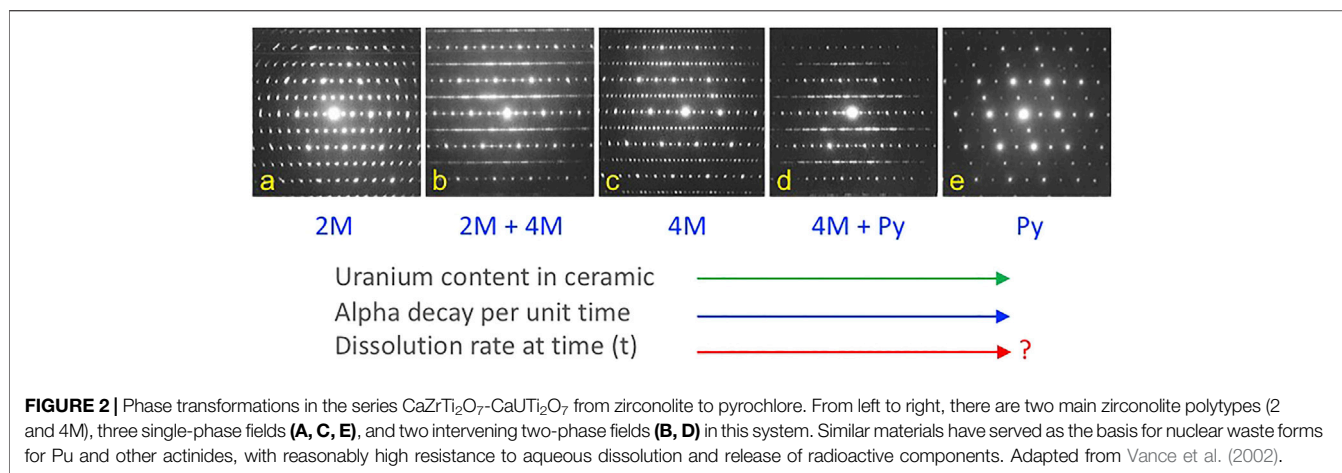 a b c d e
2M 2M + 4M 4M 4M + Py Py
Uranium content in ceramic
Alpha decay per unit time
Dissolution rate at time (t) ?
FIGURE 2 | Phase transformations in the series CaZrTi₂O₇-CaUTi₂O₇ from zirconolite to pyrochlore. From left to right, there are two main zirconolite polytypes (2
and 4M), three single-phase fields (A, C, E), and two intervening two-phase fields (B, D) in this system. Similar materials have served as the basis for nuclear waste forms
for Pu and other actinides, with reasonably high resistance to aqueous dissolution and release of radioactive components. Adapted from Vance et al. (2002).